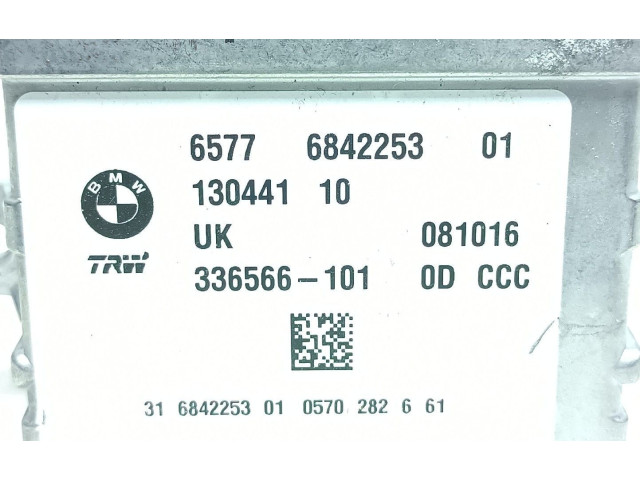 6577 6842253 01
130441 10
BMW
UK 081016
TRW
336566-101 0D CCC
31 6842253 01 0570 282 6 61